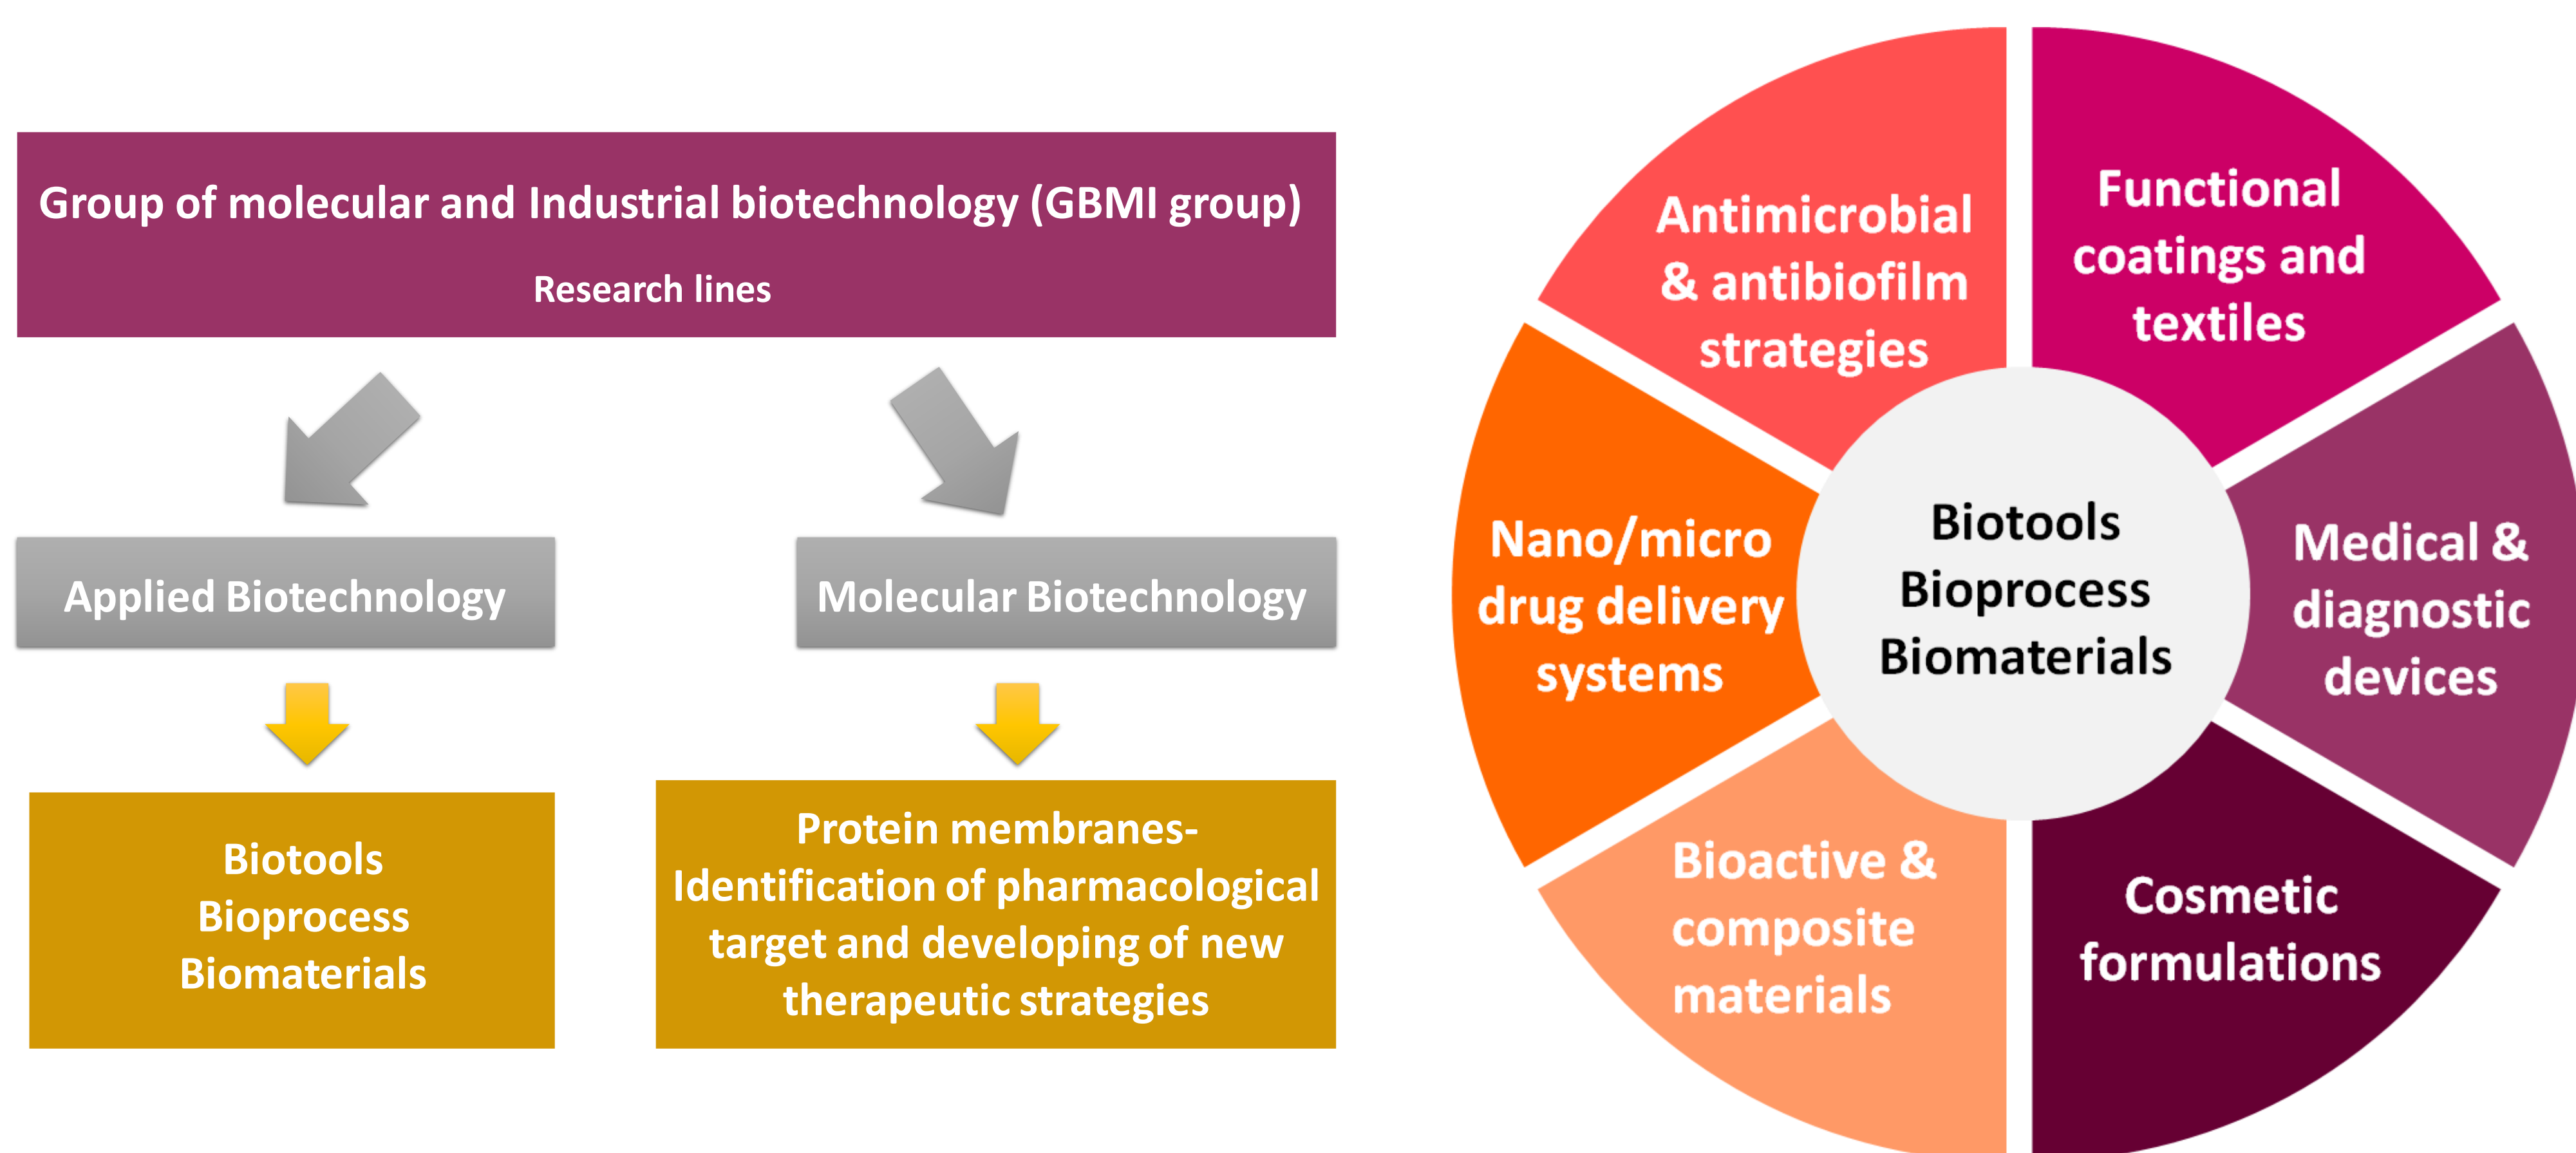 Group of molecular and Industrial biotechnology (GBMI group)
Research lines
Applied Biotechnology
Molecular Biotechnology
Biotools
Bioprocess
Biomaterials
Protein membranes-
Identification of pharmacological
target and developing of new
therapeutic strategies
Antimicrobial
& antibiofilm
strategies
Functional
coatings and
textiles
Nano/micro
drug delivery
systems
Biotools
Bioprocess
Biomaterials
Medical &
diagnostic
devices
Bioactive &
composite
materials
Cosmetic
formulations